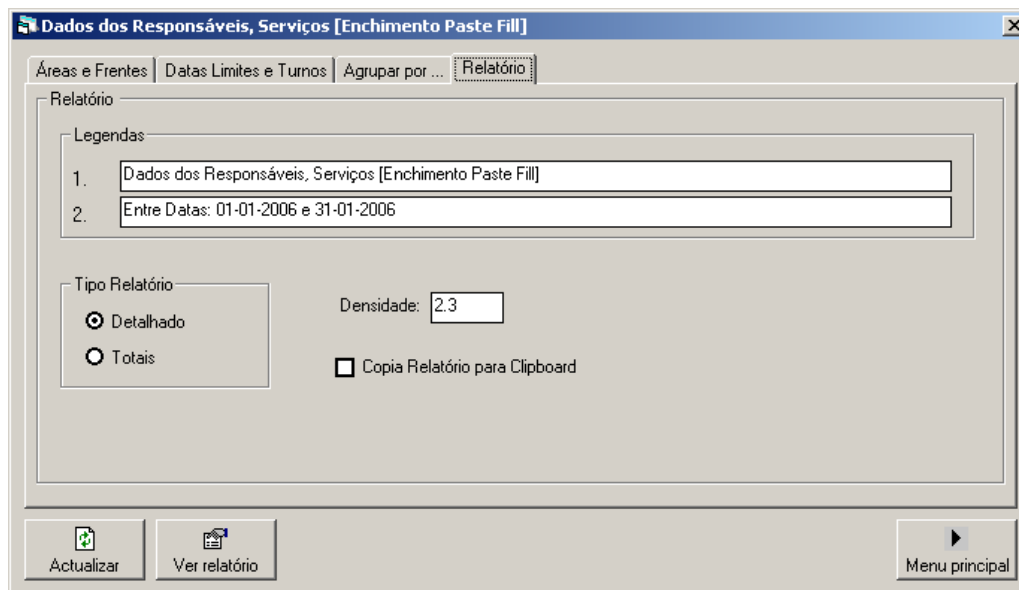 Dados dos Responsáveis, Serviços [Enchimento Paste Fill]
Áreas e Frentes Datas Limites e Turnos Agrupar por ... Relatório
Relatório
Legendas
1. Dados dos Responsáveis, Serviços [Enchimento Paste Fill]
2. Entre Datas: 01-01-2006 e 31-01-2006
Tipo Relatório
Detalhado
Totais
Densidade: 2.3
Copia Relatório para Clipboard
Actualizar Ver relatório Menu principal